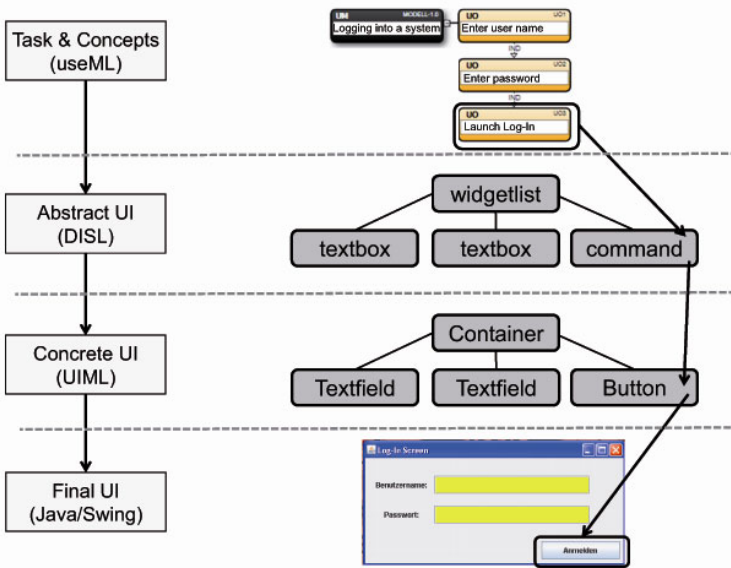 Task & Concepts
(useML)
UM MODELL-1.0
Logging into a system
UO UO1
Enter user name
IND
UO UO2
Enter password
IND
UO UO3
Launch Log-In
Abstract UI
(DISL)
widgetlist
textbox textbox command
Concrete UI
(UIML)
Container
Textfield Textfield Button
Final UI
(Java/Swing)
Log-In Screen
Benutzername:
Passwort:
Anmelden